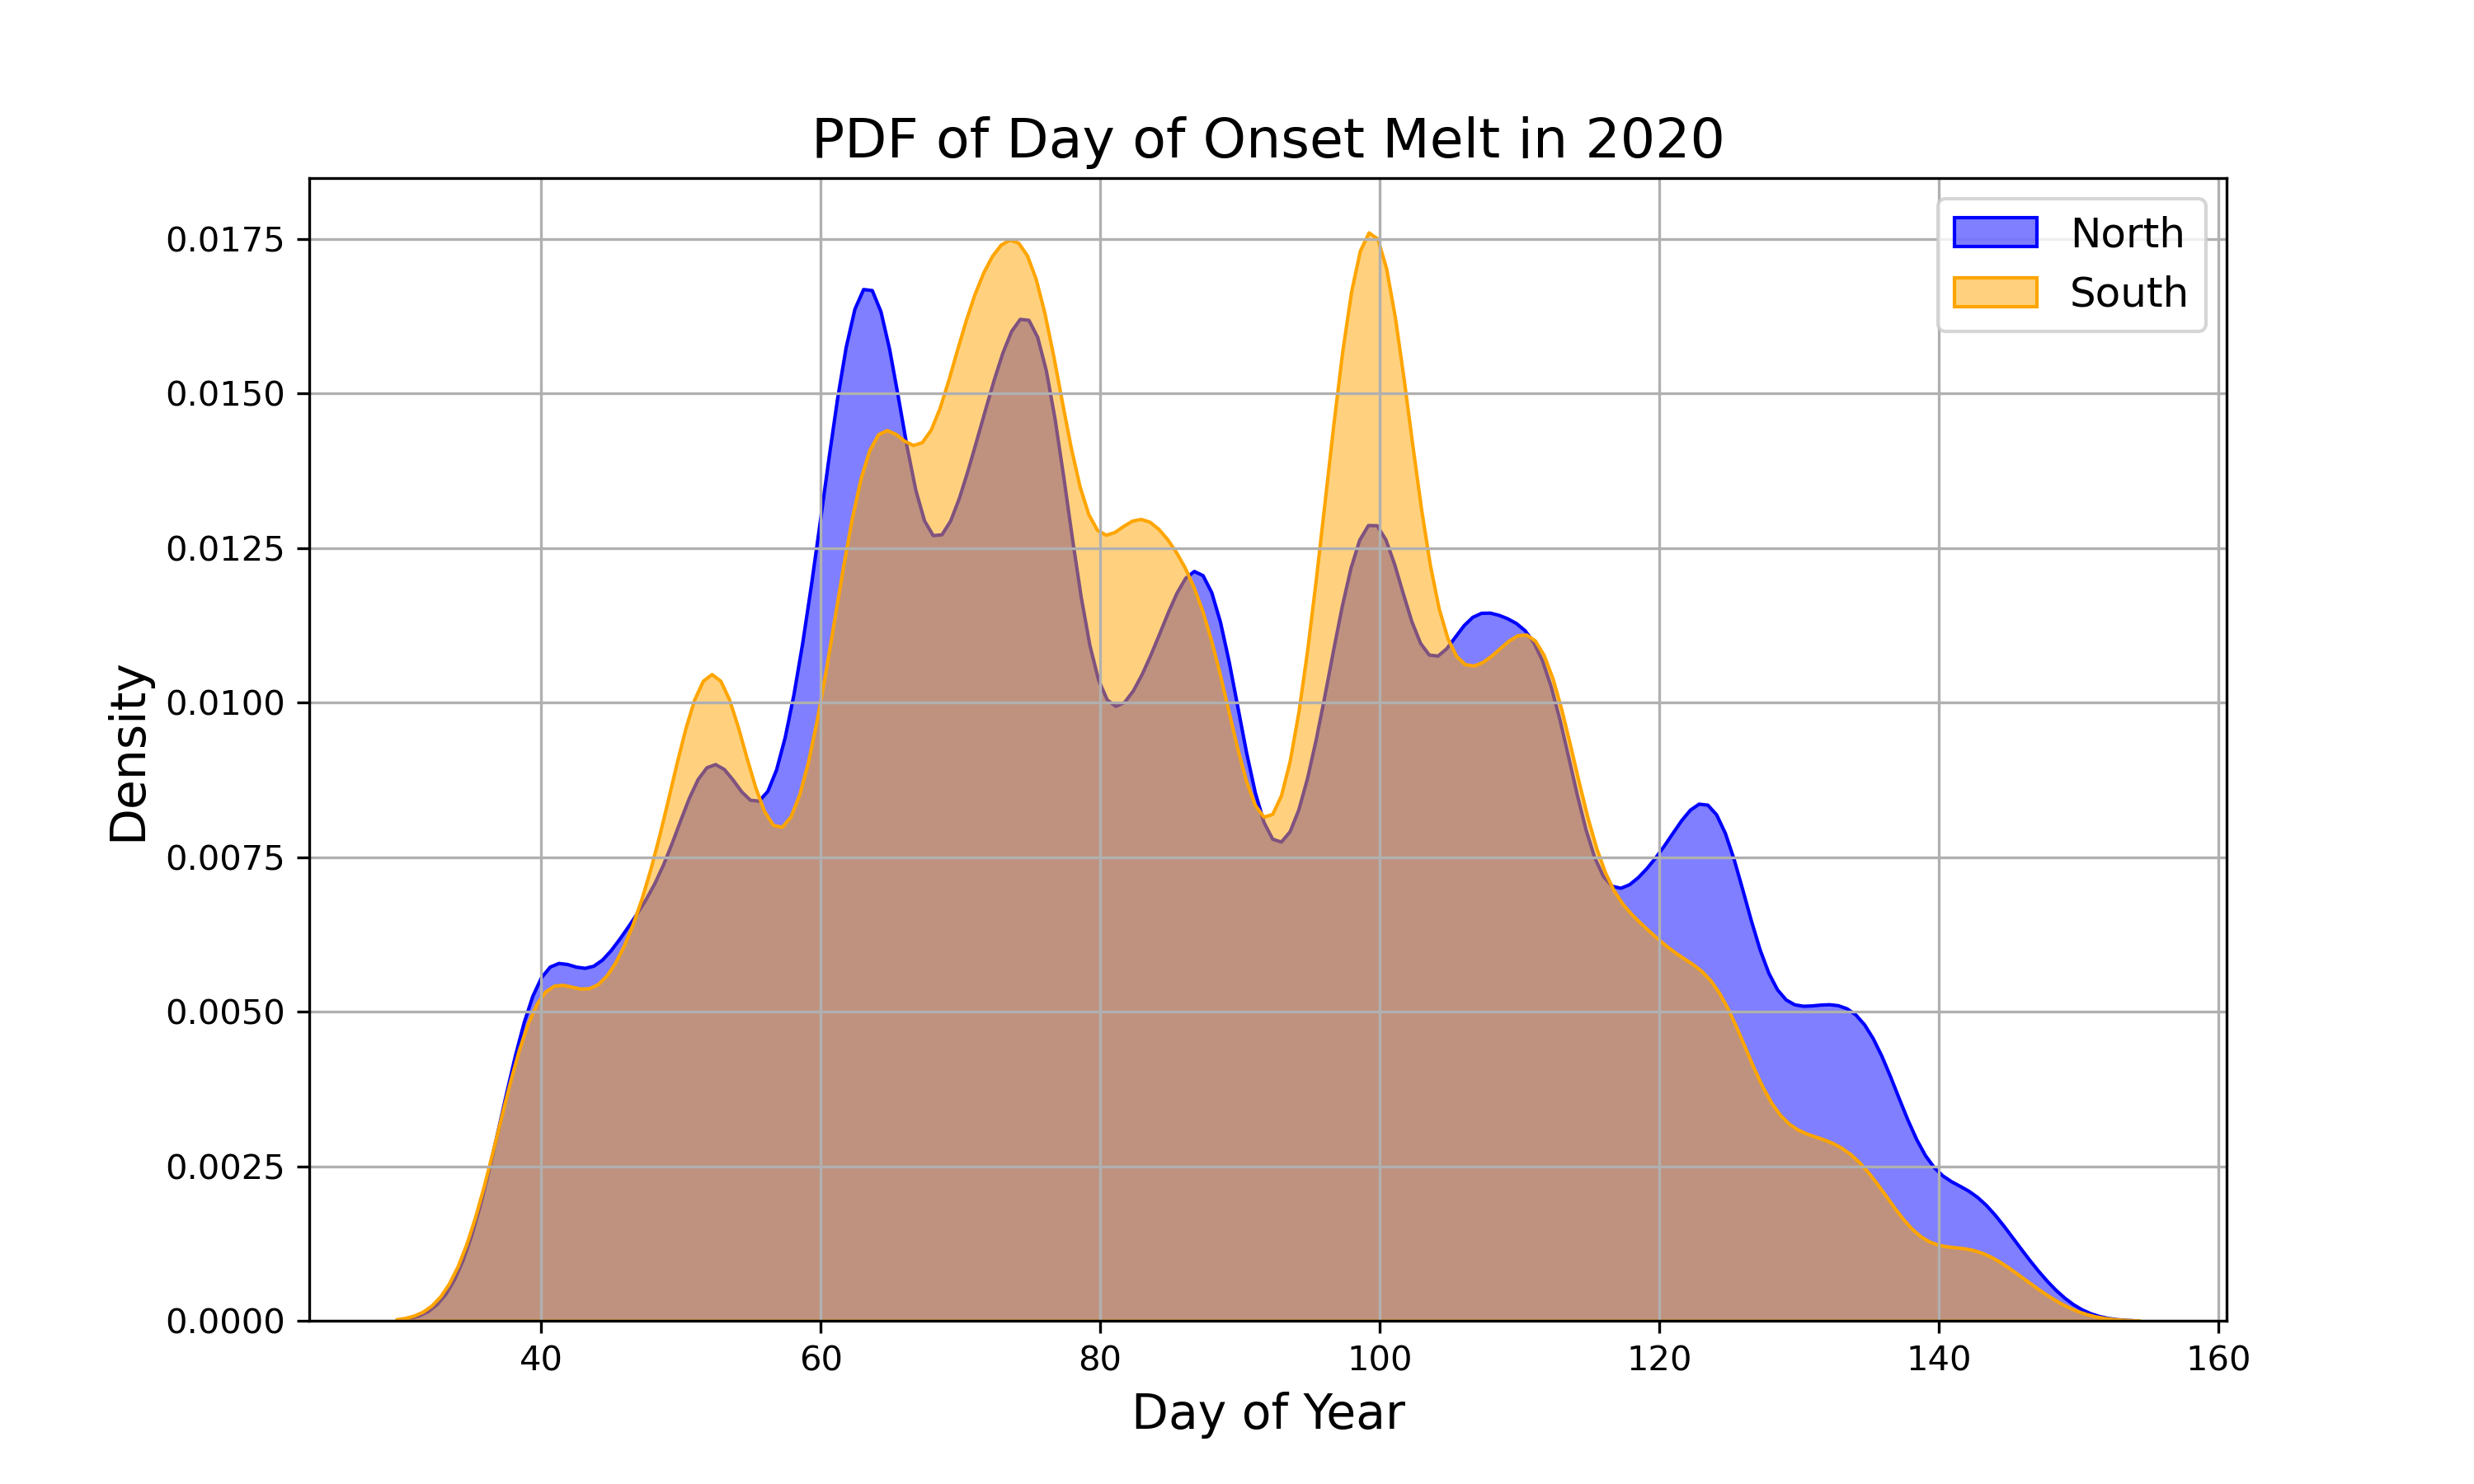 PDF of Day of Onset Melt in 2020
North
South
0.0175
0.0150
0.0125
0.0100
0.0075
0.0050
0.0025
0.0000
Density
40 60 80 100 120 140 160
Day of Year